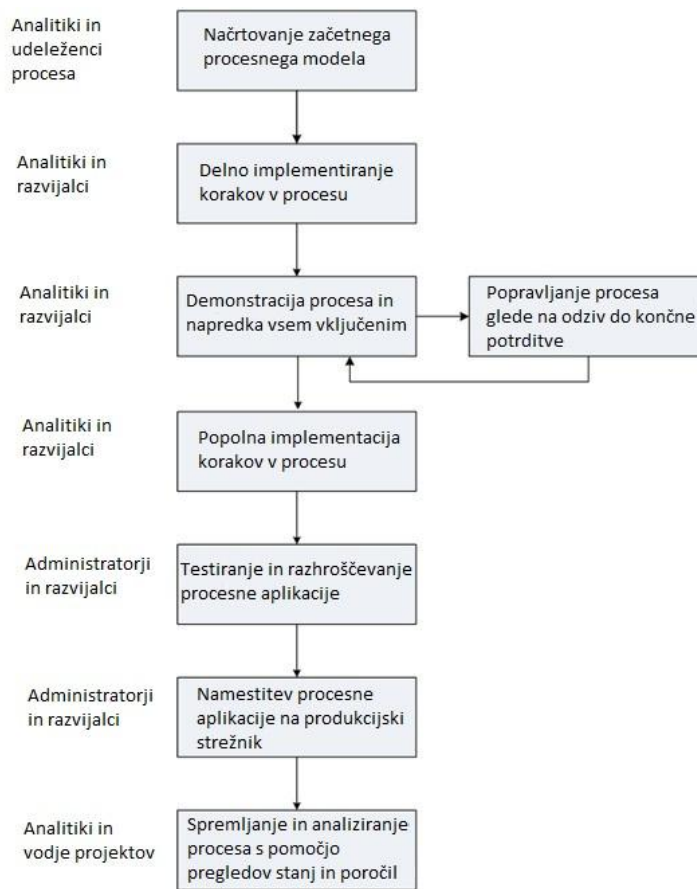 Analitiki in
udeleženci
procesa
Načrtovanje začetnega
procesnega modela
Analitiki in
razvijalci
Delno implementiranje
korakov v procesu
Analitiki in
razvijalci
Demonstracija procesa in
napredka vsem vključenim
Popravljanje procesa
glede na odziv do končne
potrditve
Analitiki in
razvijalci
Popolna implementacija
korakov v procesu
Administratorji
in razvijalci
Testiranje in razhroščevanje
procesne aplikacije
Administratorji
in razvijalci
Namestitev procesne
aplikacije na produkcijski
strežnik
Analitiki in
vodje projektov
Spremljanje in analiziranje
procesa s pomočjo
pregledov stanj in poročil